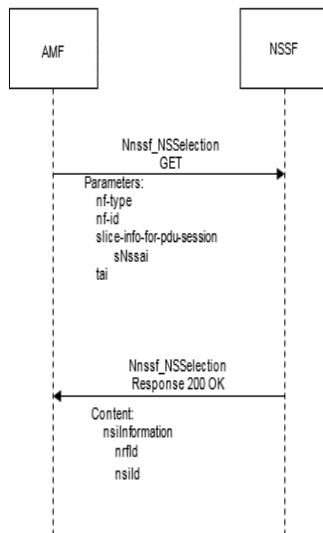 AMF
NSSF
Nnssf_NSSelection
GET
Parameters:
nf-type
nf-id
slice-info-for-pdu-session
sNssai
tai
Nnssf_NSSelection
Response 200 OK
Content:
nsiInformation
nrfId
nsiId